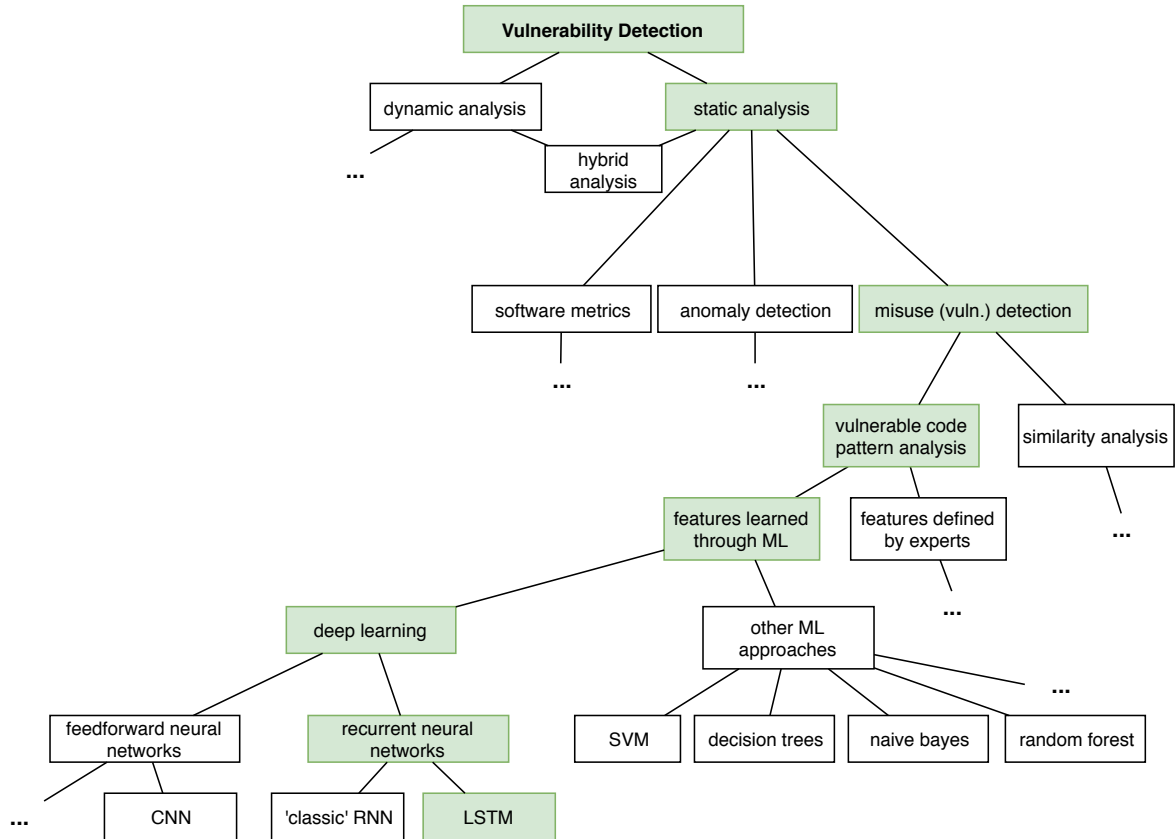 Vulnerability Detection
dynamic analysis
static analysis
hybrid
analysis
...
software metrics
anomaly detection
misuse (vuln.) detection
...
...
vulnerable code
pattern analysis
similarity analysis
features learned
through ML
features defined
by experts
...
...
deep learning
other ML
approaches
...
feedforward neural
networks
recurrent neural
networks
SVM
decision trees
naive bayes
random forest
...
CNN
'classic' RNN
LSTM